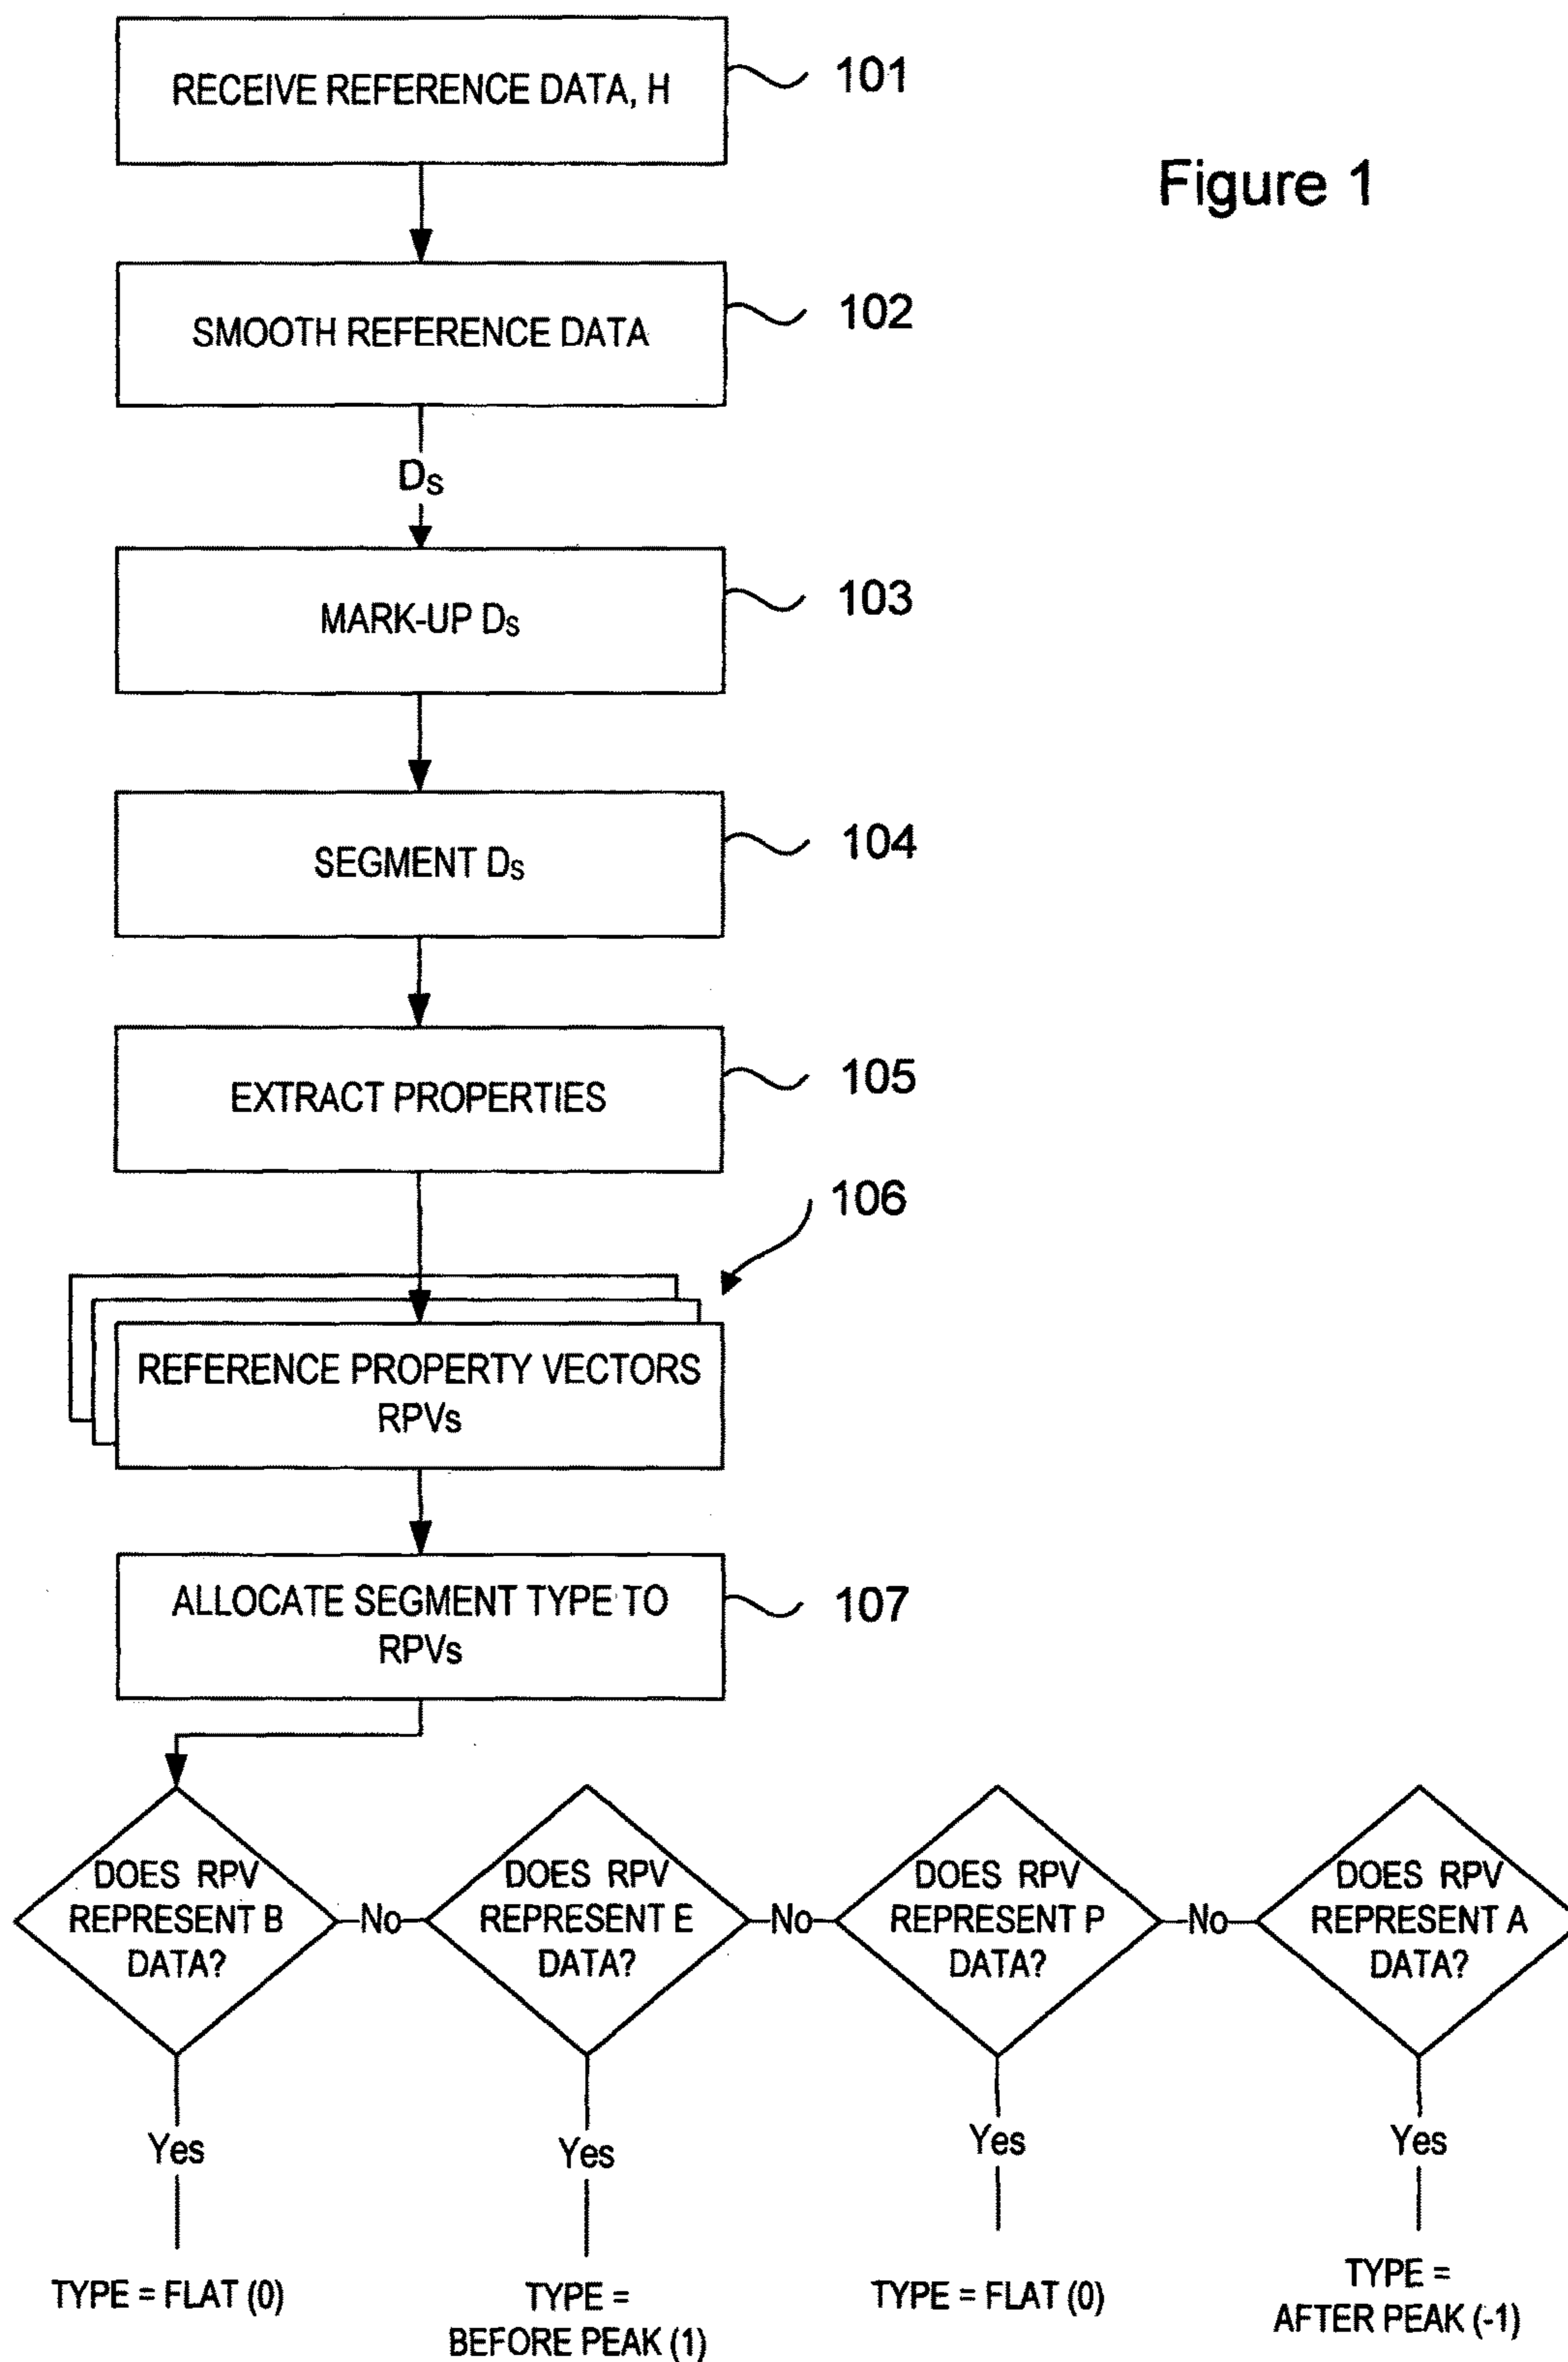 RECEIVE REFERENCE DATA, H
101
Figure 1
SMOOTH REFERENCE DATA
102
Ds
MARK-UP Ds
103
SEGMENT Ds
104
EXTRACT PROPERTIES
105
106
REFERENCE PROPERTY VECTORS
RPVs
ALLOCATE SEGMENT TYPE TO
RPVs
107
DOES RPV
REPRESENT B
DATA?
No
DOES RPV
REPRESENT E
DATA?
No
DOES RPV
REPRESENT P
DATA?
No
DOES RPV
REPRESENT A
DATA?
Yes
Yes
Yes
Yes
TYPE = FLAT (0)
TYPE =
BEFORE PEAK (1)
TYPE = FLAT (0)
TYPE =
AFTER PEAK (-1)